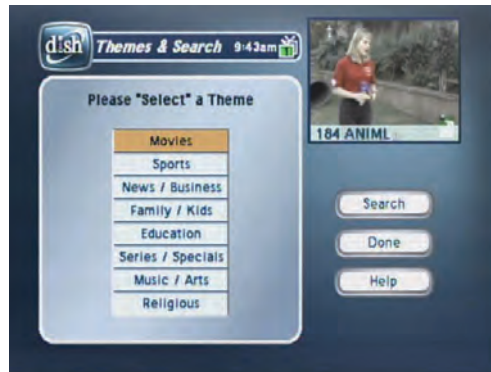 dish Themes & Search 9:43am
Please "Select" a Theme
184 ANIML
Movies
Sports
News / Business
Family / Kids
Education
Series / Specials
Music / Arts
Religious
Search
Done
Help